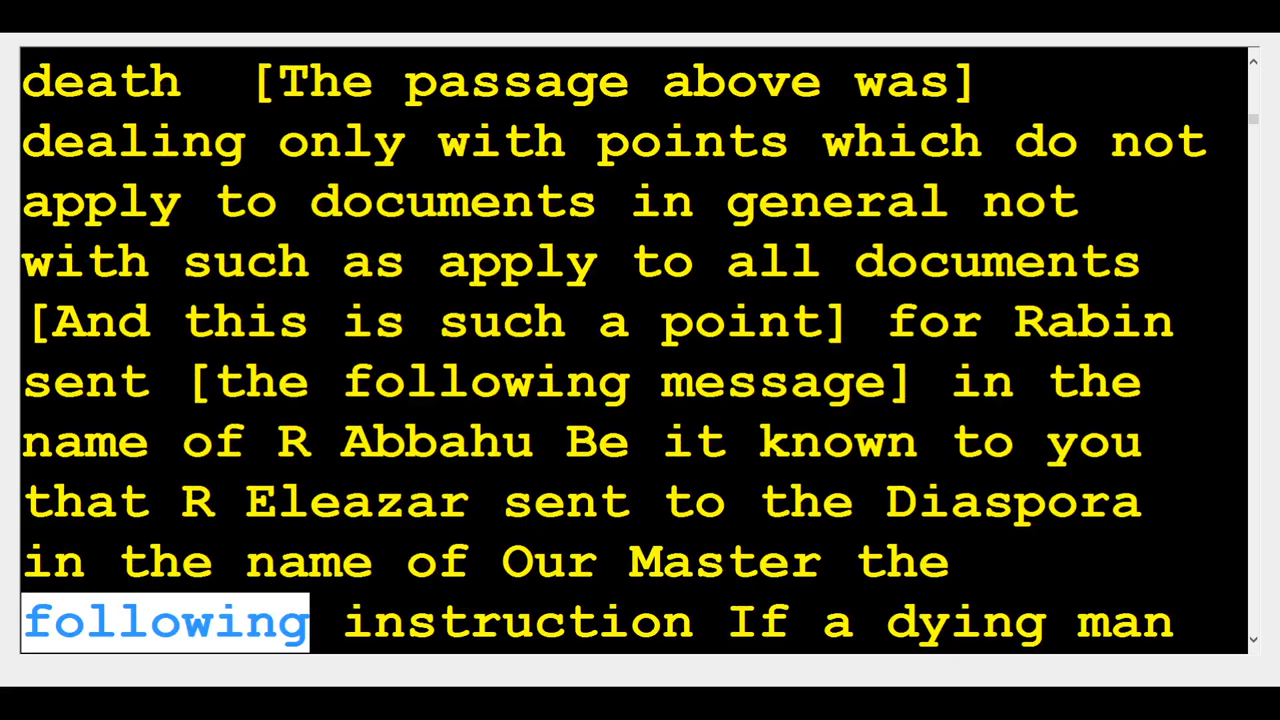 death  [The passage above was]
dealing only with points which do not
apply to documents in general not
with such as apply to all documents
[And this is such a point] for Rabin
sent [the following message] in the
name of R Abbahu Be it known to you
that R Eleazar sent to the Diaspora
in the name of Our Master the
following instruction If a dying man